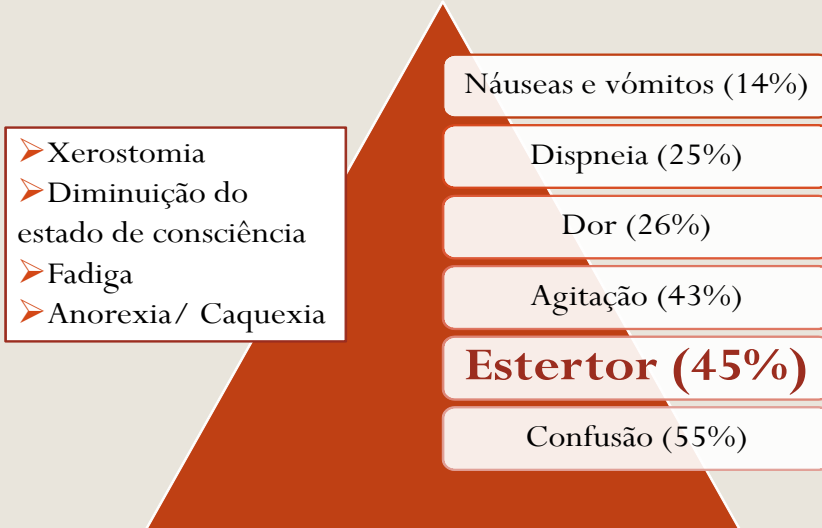 Xerostomia
Diminuição do
estado de consciência
Fadiga
Anorexia/ Caquexia
Náuseas e vómitos (14%)
Dispneia (25%)
Dor (26%)
Agitação (43%)
Estertor (45%)
Confusão (55%)